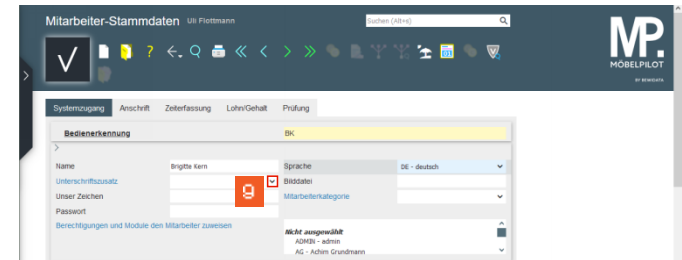 Mitarbeiter-Stammdaten Uli Flottmann
Suchen (Alt+s)
MP.
MÖBELPILOT
Systemzugang Anschrift Zeiterfassung Lohn/Gehalt Prüfung
Bedienerkennung BK
Name Brigitte Kern Sprache DE - deutsch
Unterschriftszusatz Bilddatei
Unser Zeichen Mitarbeiterkategorie
Passwort
Berechtigungen und Module den Mitarbeiter zuweisen
Nicht ausgewählt
ADMIN - admin
AG - Achim Grundmann
9